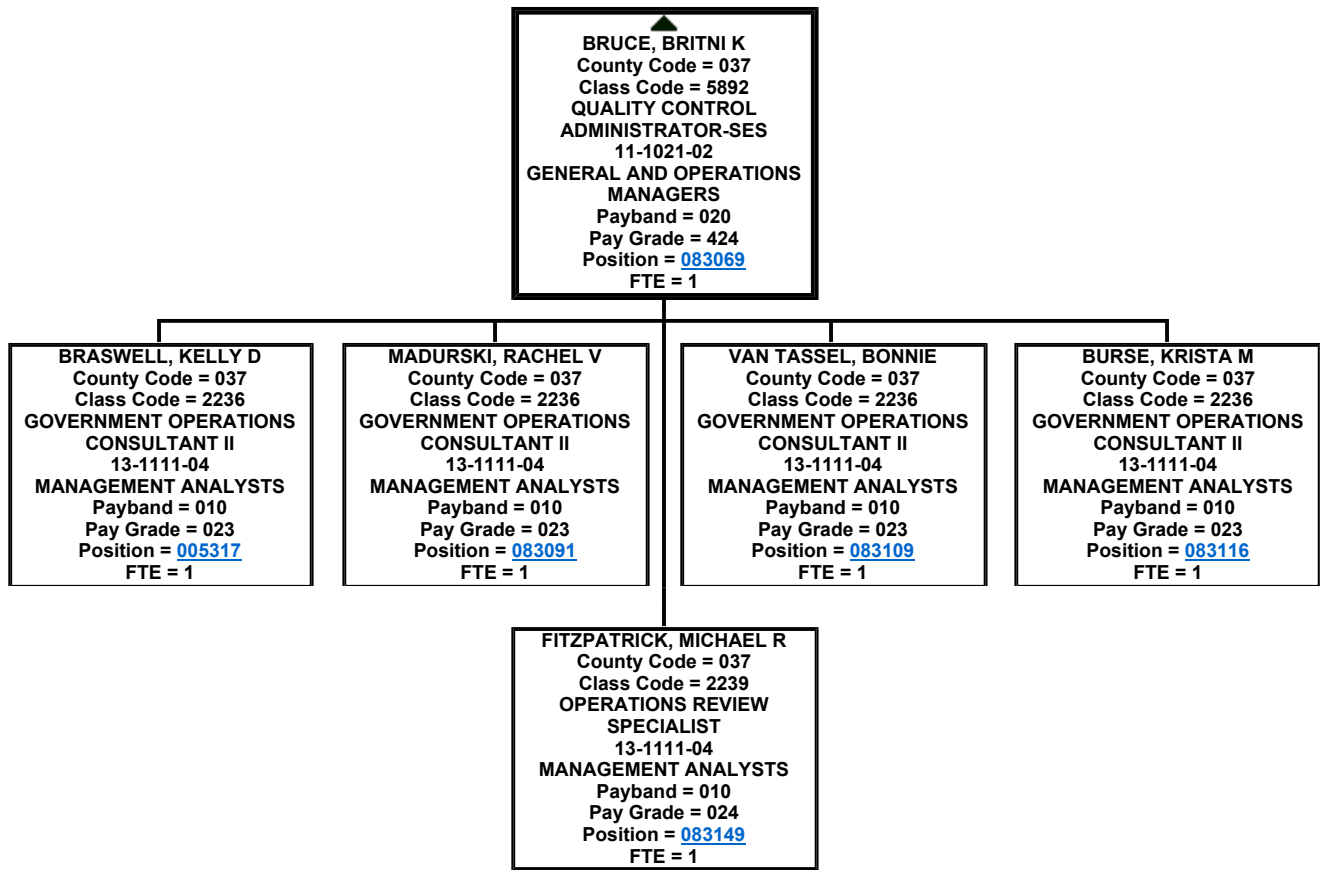 BRUCE, BRITNI K
County Code = 037
Class Code = 5892
QUALITY CONTROL
ADMINISTRATOR-SES
11-1021-02
GENERAL AND OPERATIONS
MANAGERS
Payband = 020
Pay Grade = 424
Position = 083069
FTE = 1
BRASWELL, KELLY D
County Code = 037
Class Code = 2236
GOVERNMENT OPERATIONS
CONSULTANT II
13-1111-04
MANAGEMENT ANALYSTS
Payband = 010
Pay Grade = 023
Position = 005317
FTE = 1
MADURSKI, RACHEL V
County Code = 037
Class Code = 2236
GOVERNMENT OPERATIONS
CONSULTANT II
13-1111-04
MANAGEMENT ANALYSTS
Payband = 010
Pay Grade = 023
Position = 083091
FTE = 1
VAN TASSEL, BONNIE
County Code = 037
Class Code = 2236
GOVERNMENT OPERATIONS
CONSULTANT II
13-1111-04
MANAGEMENT ANALYSTS
Payband = 010
Pay Grade = 023
Position = 083109
FTE = 1
BURSE, KRISTA M
County Code = 037
Class Code = 2236
GOVERNMENT OPERATIONS
CONSULTANT II
13-1111-04
MANAGEMENT ANALYSTS
Payband = 010
Pay Grade = 023
Position = 083116
FTE = 1
FITZPATRICK, MICHAEL R
County Code = 037
Class Code = 2239
OPERATIONS REVIEW
SPECIALIST
13-1111-04
MANAGEMENT ANALYSTS
Payband = 010
Pay Grade = 024
Position = 083149
FTE = 1